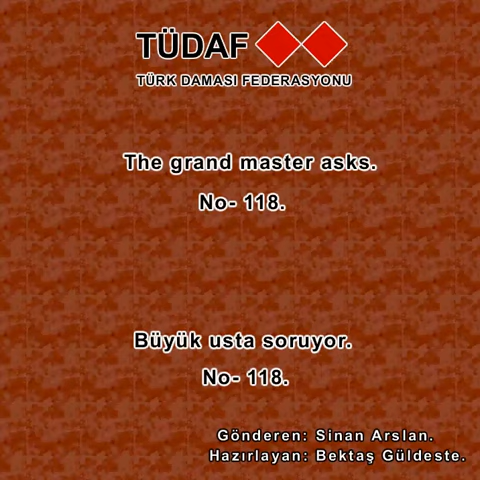 TÜDAF
TÜRK DAMASI FEDERASYONU
The grand master asks.
No- 118.
Büyük usta soruyor.
No- 118.
Gönderen: Sinan Arslan.
Hazırlayan: Bektaş Güldeste.